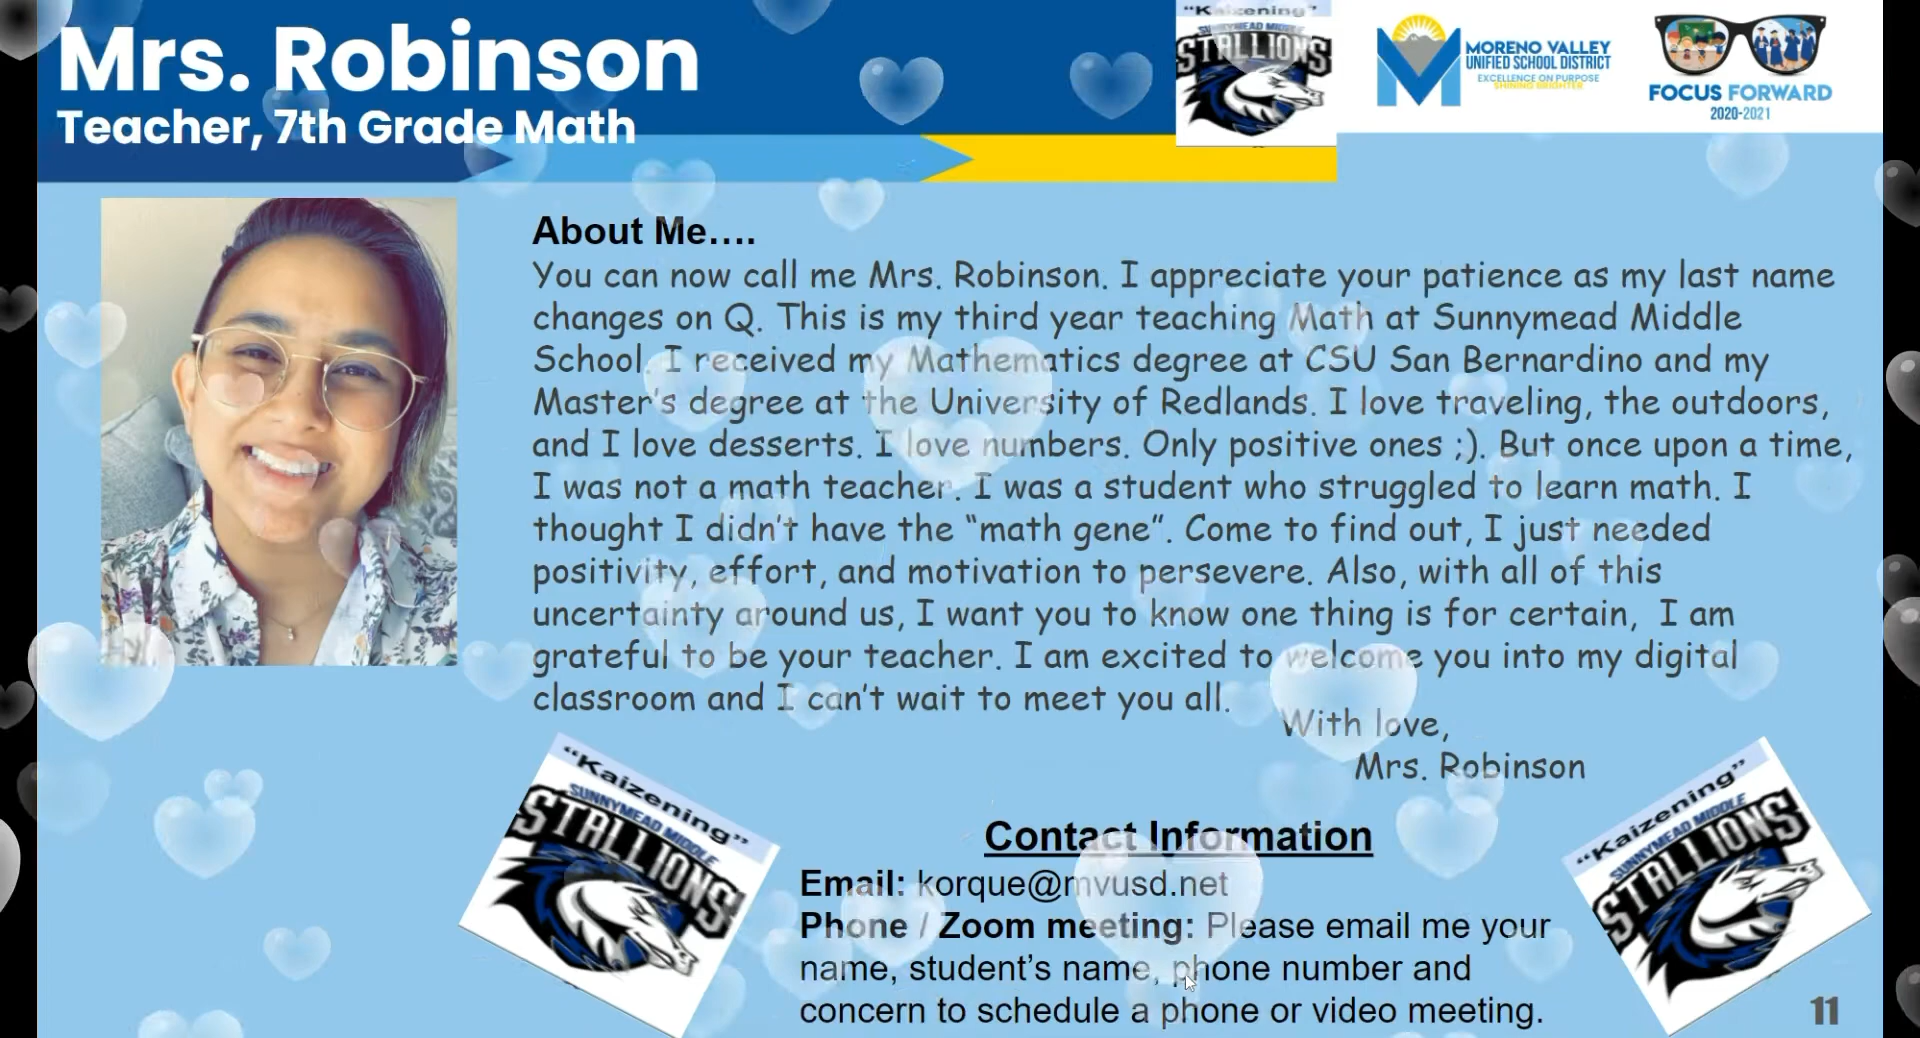 Mrs. Robinson
Teacher, 7th Grade Math
"Kaizening"
SUNNYMEAD MIDDLE
STALLIONS
MORENO VALLEY
UNIFIED SCHOOL DISTRICT
EXCELLENCE ON PURPOSE
SHINING BRIGHTER
FOCUS FORWARD
2020-2021
About Me....
You can now call me Mrs. Robinson. I appreciate your patience as my last name
changes on Q. This is my third year teaching Math at Sunnymead Middle
School. I received my Mathematics degree at CSU San Bernardino and my
Master's degree at the University of Redlands. I love traveling, the outdoors,
and I love desserts. I love numbers. Only positive ones ;). But once upon a time,
I was not a math teacher. I was a student who struggled to learn math. I
thought I didn't have the “math gene”. Come to find out, I just needed
positivity, effort, and motivation to persevere. Also, with all of this
uncertainty around us, I want you to know one thing is for certain, I am
grateful to be your teacher. I am excited to welcome you into my digital
classroom and I can't wait to meet you all.
With love,
Mrs. Robinson
"Kaizening"
SUNNYMEAD MIDDLE
STALLIONS
Contact Information
Email: korque@mvusd.net
Phone / Zoom meeting: Please email me your
name, student's name, phone number and
concern to schedule a phone or video meeting.
"Kaizening"
SUNNYMEAD MIDDLE
STALLIONS
11